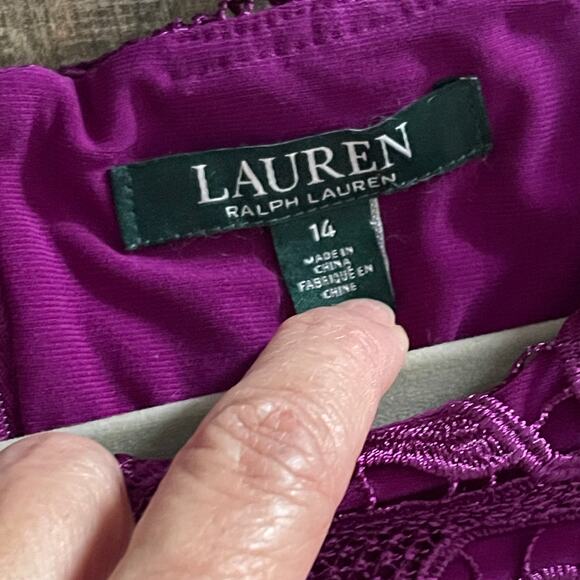 LAUREN
RALPH LAUREN
14
MADE IN
CHINA
FABRIQUÉ EN
CHINE